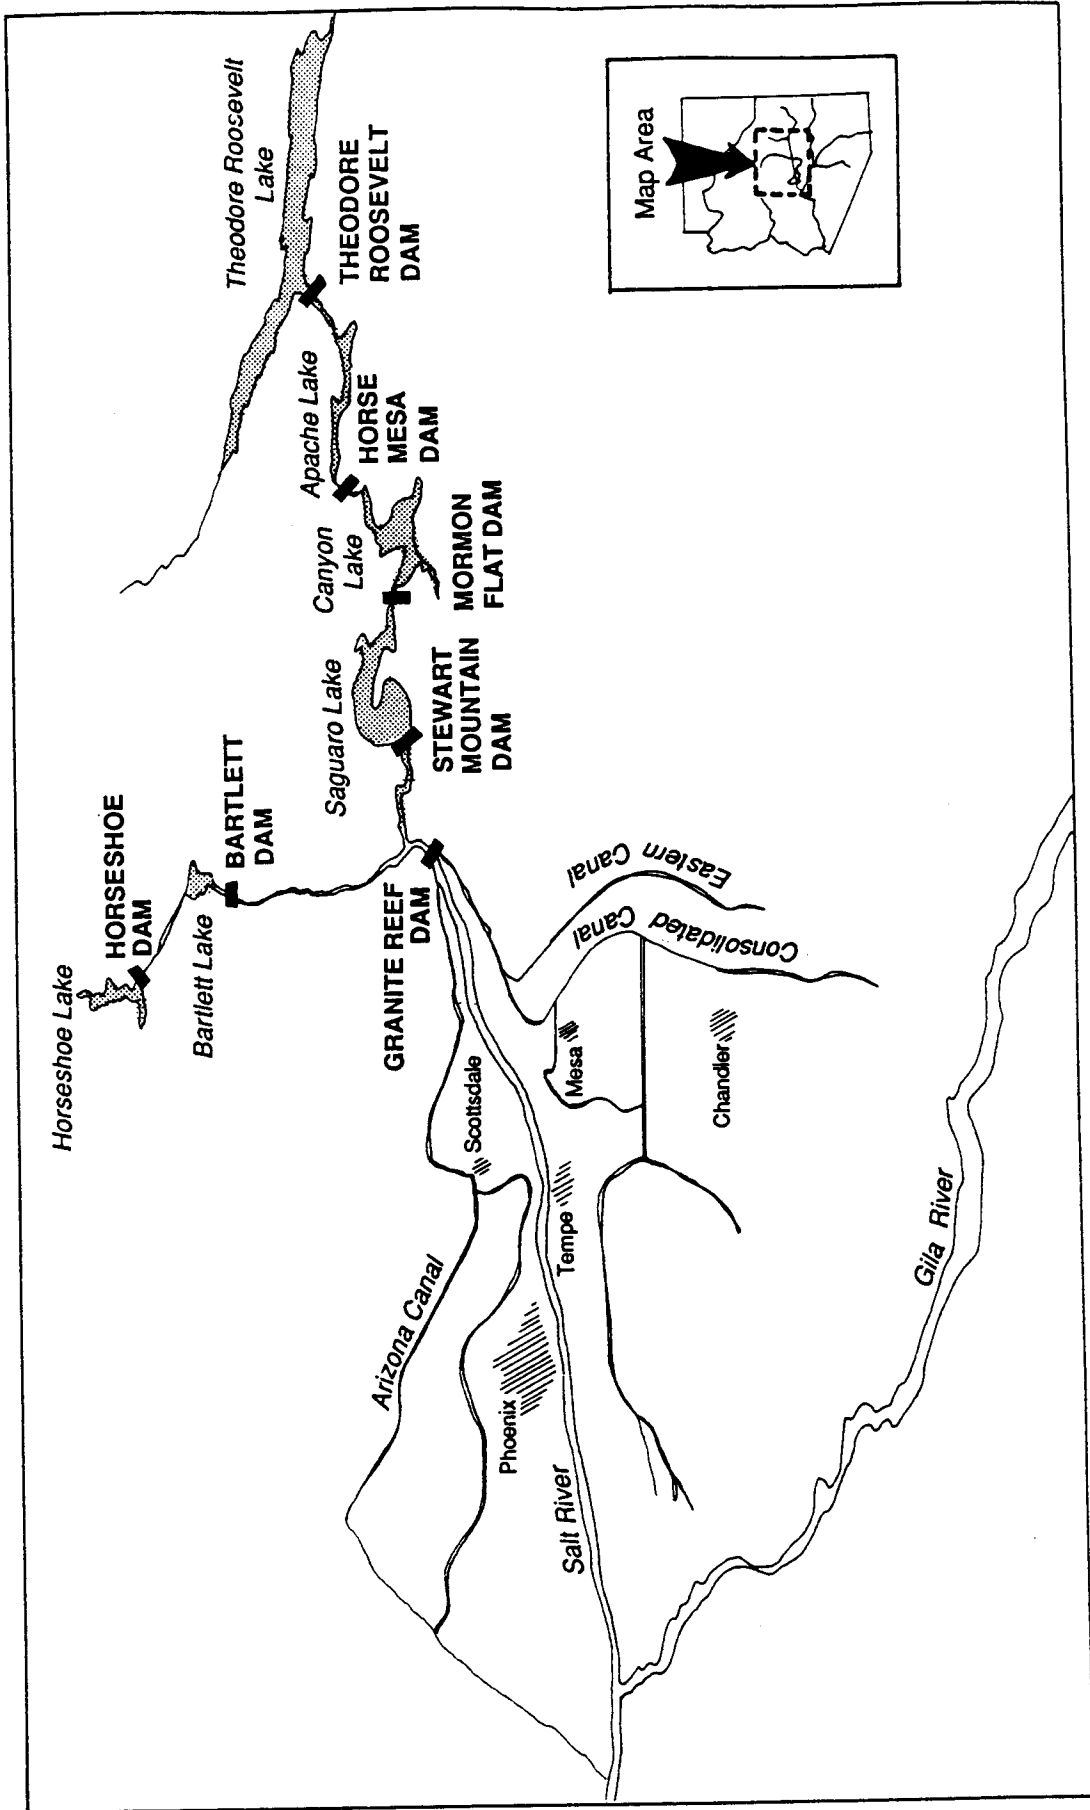 Horseshoe Lake
HORSESHOE
DAM
Bartlett Lake
BARTLETT
DAM
Theodore Roosevelt
Lake
THEODORE
ROOSEVELT
DAM
Apache Lake
HORSE
MESA
DAM
Canyon
Lake
MORMON
FLAT DAM
Saguaro Lake
STEWART
MOUNTAIN
DAM
GRANITE REEF
DAM
Eastern Canal
Consolidated Canal
Arizona Canal
Scottsdale
Mesa
Chandler
Tempe
Phoenix
Salt River
Gila River
Map Area